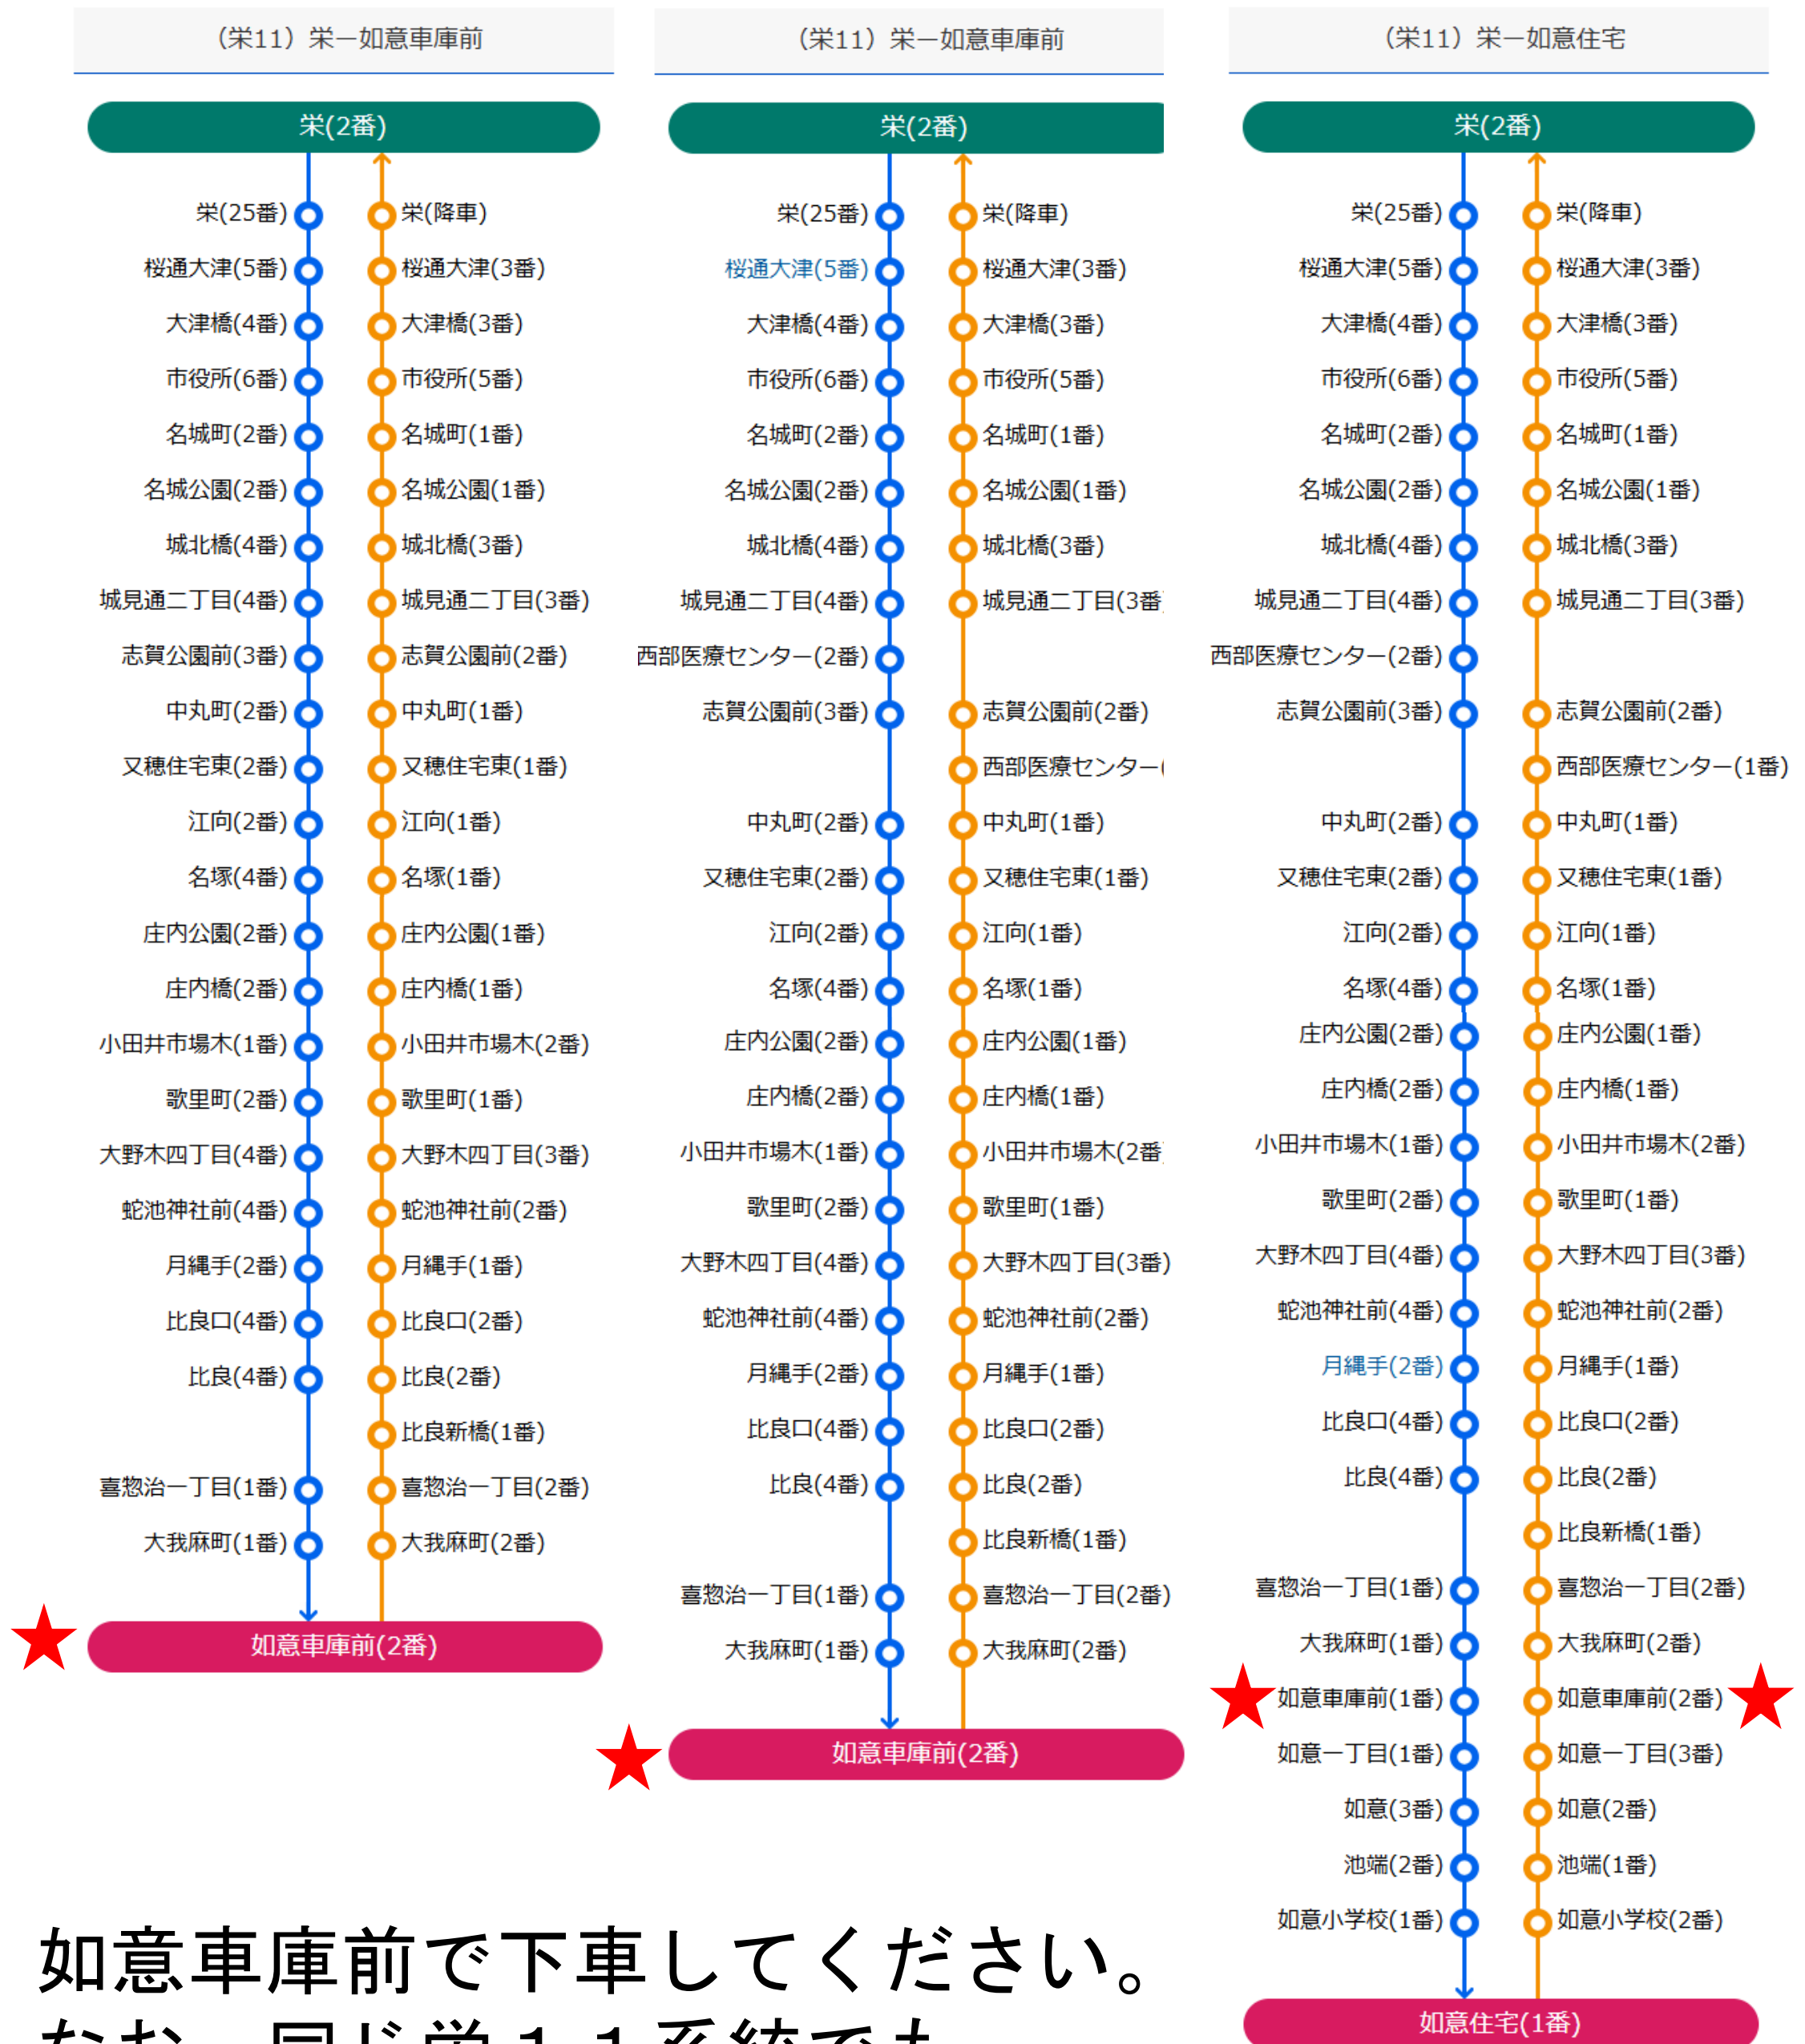 （栄11）栄ー如意車庫前
栄(2番)
栄(25番) 栄(降車)
桜通大津(5番) 桜通大津(3番)
大津橋(4番) 大津橋(3番)
市役所(6番) 市役所(5番)
名城町(2番) 名城町(1番)
名城公園(2番) 名城公園(1番)
城北橋(4番) 城北橋(3番)
城見通二丁目(4番) 城見通二丁目(3番)
志賀公園前(3番) 志賀公園前(2番)
中丸町(2番) 中丸町(1番)
又穂住宅東(2番) 又穂住宅東(1番)
江向(2番) 江向(1番)
名塚(4番) 名塚(1番)
庄内公園(2番) 庄内公園(1番)
庄内橋(2番) 庄内橋(1番)
小田井市場木(1番) 小田井市場木(2番)
歌里町(2番) 歌里町(1番)
大野木四丁目(4番) 大野木四丁目(3番)
蛇池神社前(4番) 蛇池神社前(2番)
月縄手(2番) 月縄手(1番)
比良口(4番) 比良口(2番)
比良(4番) 比良(2番)
比良新橋(1番)
喜惣治一丁目(1番) 喜惣治一丁目(2番)
大我麻町(1番) 大我麻町(2番)
如意車庫前(2番)
（栄11）栄ー如意車庫前
栄(2番)
栄(25番) 栄(降車)
桜通大津(5番) 桜通大津(3番)
大津橋(4番) 大津橋(3番)
市役所(6番) 市役所(5番)
名城町(2番) 名城町(1番)
名城公園(2番) 名城公園(1番)
城北橋(4番) 城北橋(3番)
城見通二丁目(4番) 城見通二丁目(3番
西部医療センター(2番)
志賀公園前(3番) 志賀公園前(2番)
西部医療センター(
中丸町(2番) 中丸町(1番)
又穂住宅東(2番) 又穂住宅東(1番)
江向(2番) 江向(1番)
名塚(4番) 名塚(1番)
庄内公園(2番) 庄内公園(1番)
庄内橋(2番) 庄内橋(1番)
小田井市場木(1番) 小田井市場木(2番
歌里町(2番) 歌里町(1番)
大野木四丁目(4番) 大野木四丁目(3番)
蛇池神社前(4番) 蛇池神社前(2番)
月縄手(2番) 月縄手(1番)
比良口(4番) 比良口(2番)
比良(4番) 比良(2番)
比良新橋(1番)
喜惣治一丁目(1番) 喜惣治一丁目(2番)
大我麻町(1番) 大我麻町(2番)
如意車庫前(2番)
（栄11）栄ー如意住宅
栄(2番)
栄(25番) 栄(降車)
桜通大津(5番) 桜通大津(3番)
大津橋(4番) 大津橋(3番)
市役所(6番) 市役所(5番)
名城町(2番) 名城町(1番)
名城公園(2番) 名城公園(1番)
城北橋(4番) 城北橋(3番)
城見通二丁目(4番) 城見通二丁目(3番)
西部医療センター(2番)
志賀公園前(3番) 志賀公園前(2番)
西部医療センター(1番)
中丸町(2番) 中丸町(1番)
又穂住宅東(2番) 又穂住宅東(1番)
江向(2番) 江向(1番)
名塚(4番) 名塚(1番)
庄内公園(2番) 庄内公園(1番)
庄内橋(2番) 庄内橋(1番)
小田井市場木(1番) 小田井市場木(2番)
歌里町(2番) 歌里町(1番)
大野木四丁目(4番) 大野木四丁目(3番)
蛇池神社前(4番) 蛇池神社前(2番)
月縄手(2番) 月縄手(1番)
比良口(4番) 比良口(2番)
比良(4番) 比良(2番)
比良新橋(1番)
喜惣治一丁目(1番) 喜惣治一丁目(2番)
大我麻町(1番) 大我麻町(2番)
如意車庫前(1番) 如意車庫前(2番)
如意一丁目(1番) 如意一丁目(3番)
如意(3番) 如意(2番)
池端(2番) 池端(1番)
如意小学校(1番) 如意小学校(2番)
如意住宅(1番)
如意車庫前で下車してください。
なお、同じ栄１１系統でも